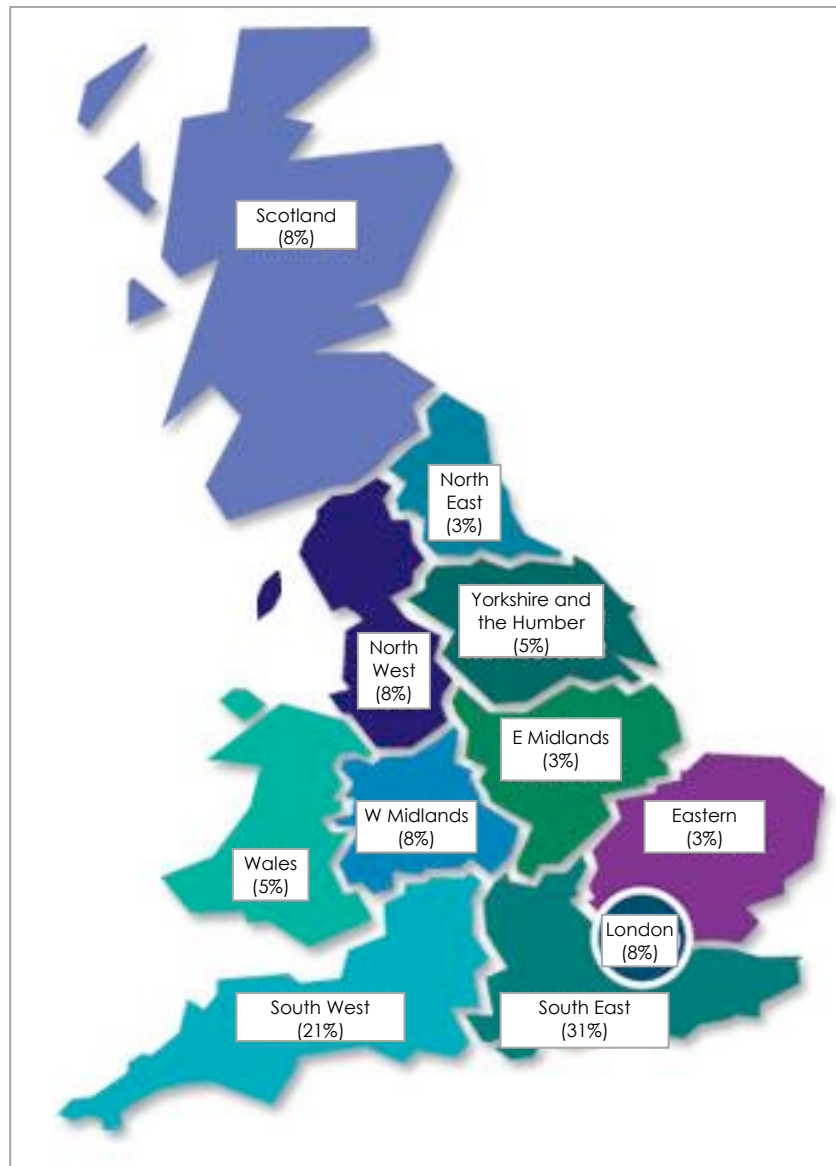 Scotland
(8%)
North
East
(3%)
Yorkshire and
the Humber
(5%)
North
West
(8%)
E Midlands
(3%)
W Midlands
(8%)
Eastern
(3%)
Wales
(5%)
London
(8%)
South West
(21%)
South East
(31%)